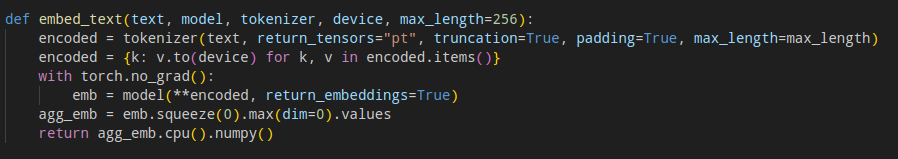 def embed_text(text, model, tokenizer, device, max_length=256):
    encoded = tokenizer(text, return_tensors="pt", truncation=True, padding=True, max_length=max_length)
    encoded = {k: v.to(device) for k, v in encoded.items()}
    with torch.no_grad():
        emb = model(**encoded, return_embeddings=True)
    agg_emb = emb.squeeze(0).max(dim=0).values
    return agg_emb.cpu().numpy()